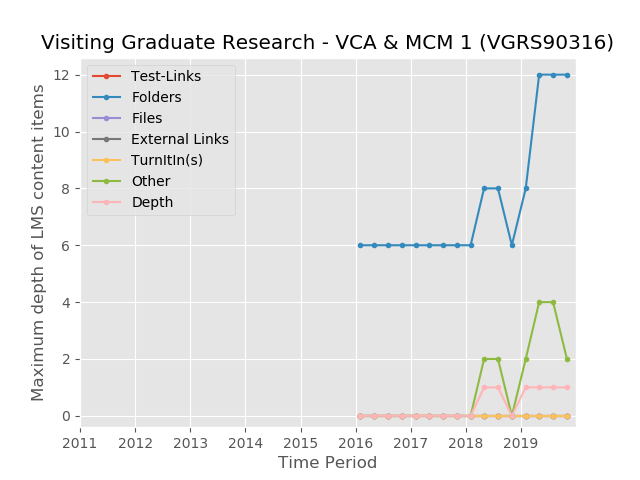 Visiting Graduate Research - VCA & MCM 1 (VGRS90316)
Test-Links
Folders
Files
External Links
TurnItIn(s)
Other
Depth
Maximum depth of LMS content items
12
10
8
6
4
2
0
2011 2012 2013 2014 2015 2016 2017 2018 2019
Time Period